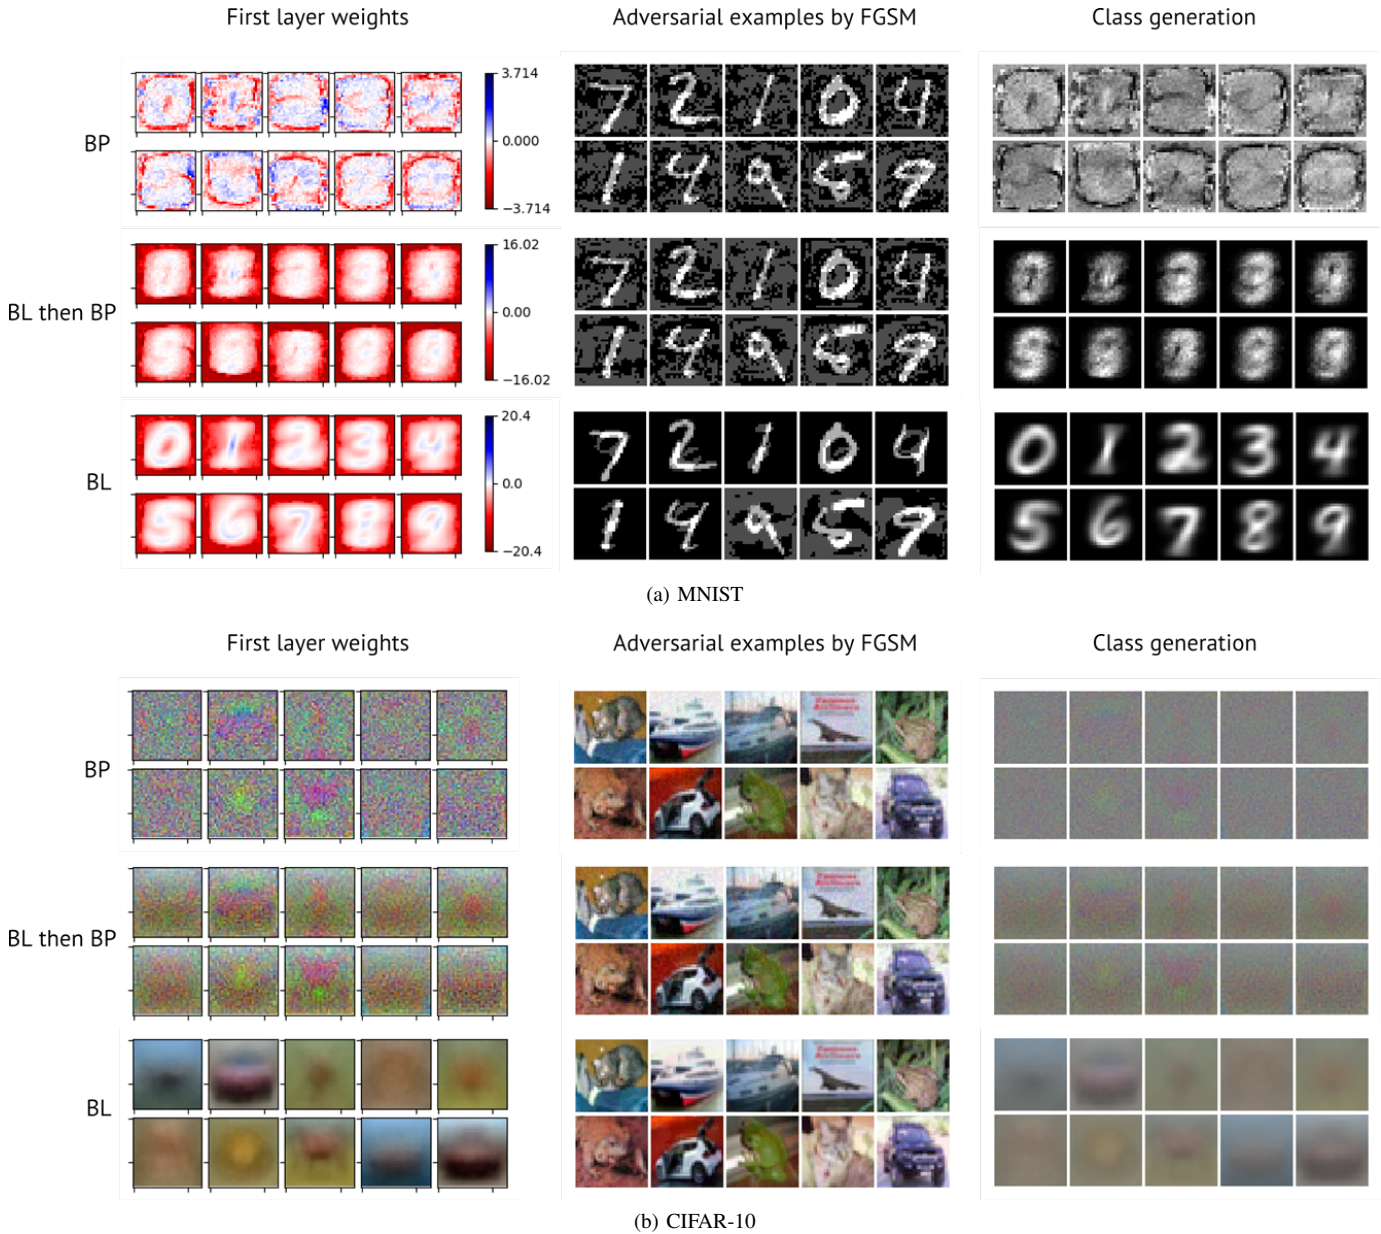 First layer weights
Adversarial examples by FGSM
Class generation
BP
3.714
0.000
−3.714
BL then BP
16.02
0.00
−16.02
BL
20.4
0.0
−20.4
(a) MNIST
First layer weights
Adversarial examples by FGSM
Class generation
BP
BL then BP
BL
(b) CIFAR-10